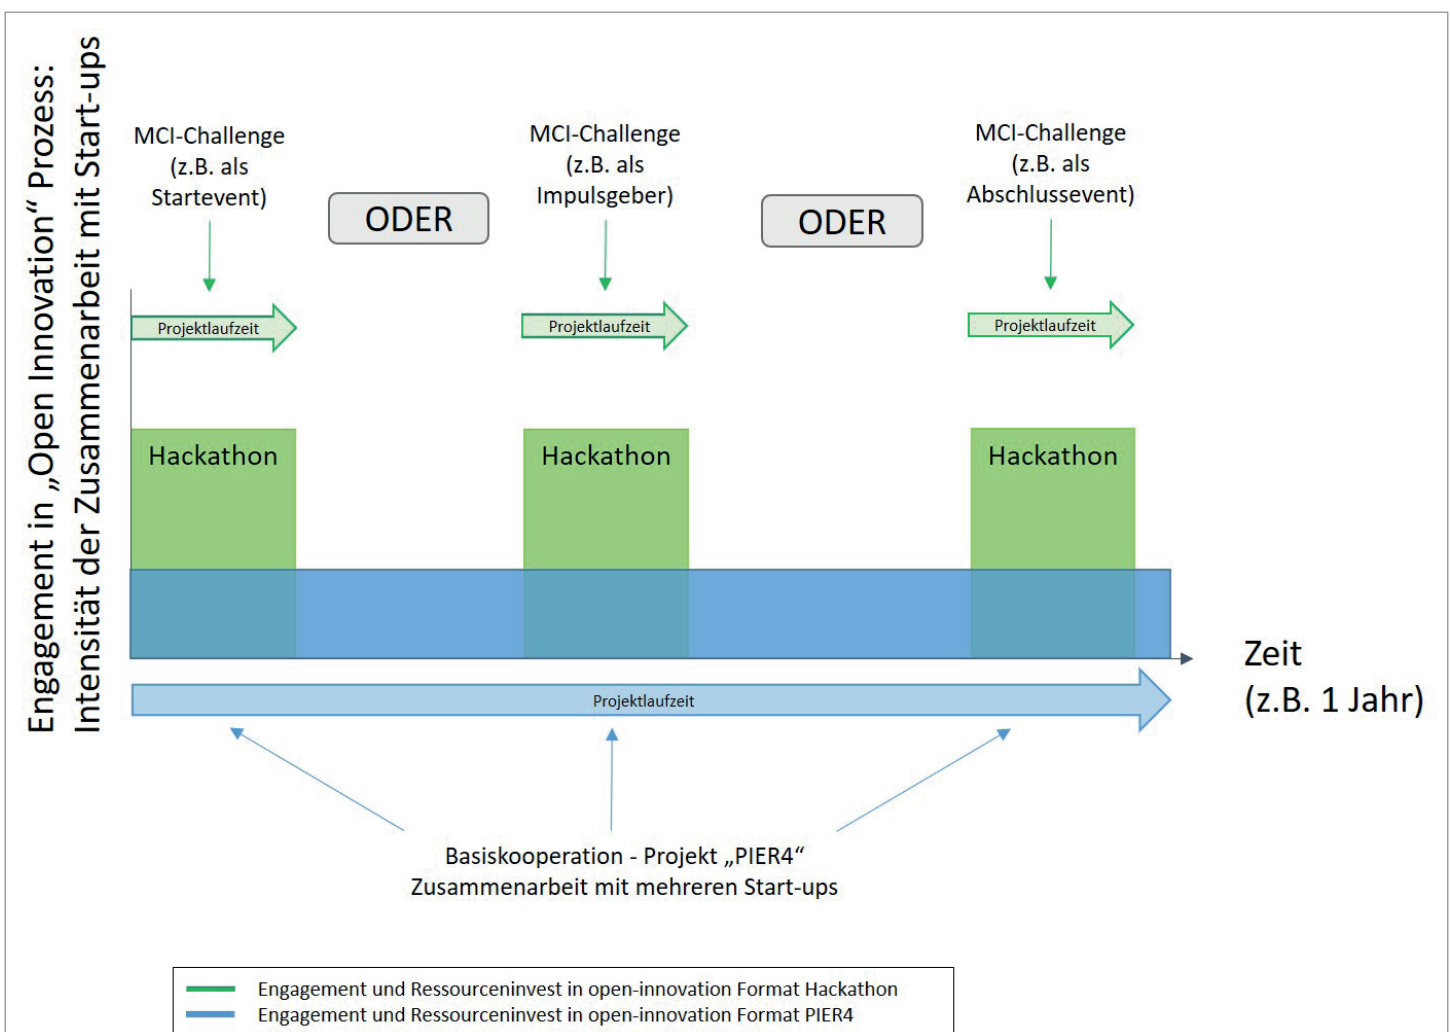 Engagement in „Open Innovation“ Prozess:
Intensität der Zusammenarbeit mit Start-ups
MCI-Challenge
(z.B. als
Startevent)
ODER
MCI-Challenge
(z.B. als
Impulsgeber)
ODER
MCI-Challenge
(z.B. als
Abschlussevent)
Projektlaufzeit
Projektlaufzeit
Projektlaufzeit
Hackathon
Hackathon
Hackathon
Zeit
(z.B. 1 Jahr)
Projektlaufzeit
Basiskooperation - Projekt „PIER4“
Zusammenarbeit mit mehreren Start-ups
Engagement und Ressourceninvest in open-innovation Format Hackathon
Engagement und Ressourceninvest in open-innovation Format PIER4